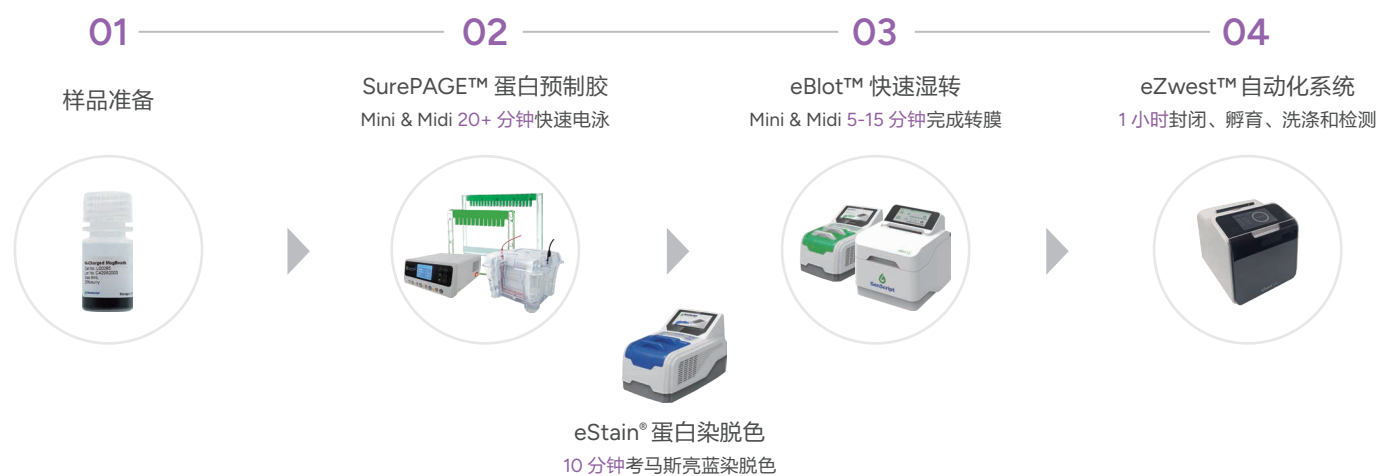 01
02
03
04
样品准备
SurePAGE™ 蛋白预制胶
Mini & Midi 20+ 分钟快速电泳
eBlot™ 快速湿转
Mini & Midi 5-15 分钟完成转膜
eZwest™ 自动化系统
1 小时封闭、孵育、洗涤和检测
GenScript
eStain® 蛋白染脱色
10 分钟考马斯亮蓝染脱色